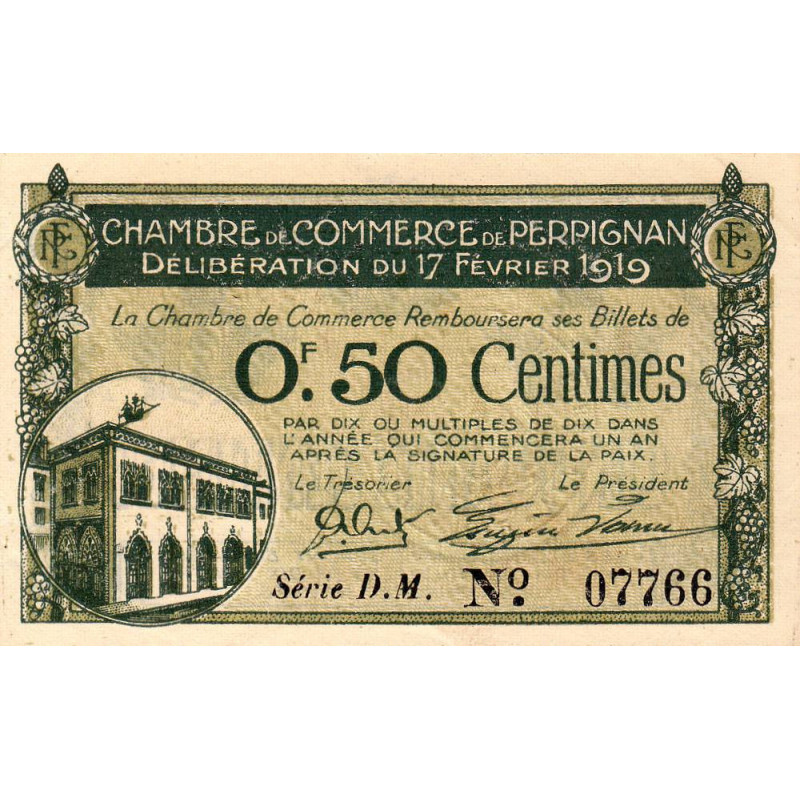 CHAMBRE DE COMMERCE DE PERPIGNAN
DÉLIBÉRATION DU 17 FÉVRIER 1919
La Chambre de Commerce Remboursera ses Billets de
0F.50 Centimes
PAR DIX OU MULTIPLES DE DIX DANS
L'ANNÉE QUI COMMENCERA UN AN
APRÈS LA SIGNATURE DE LA PAIX.
Le Trésorier Le Président
Série D.M. No. 07766